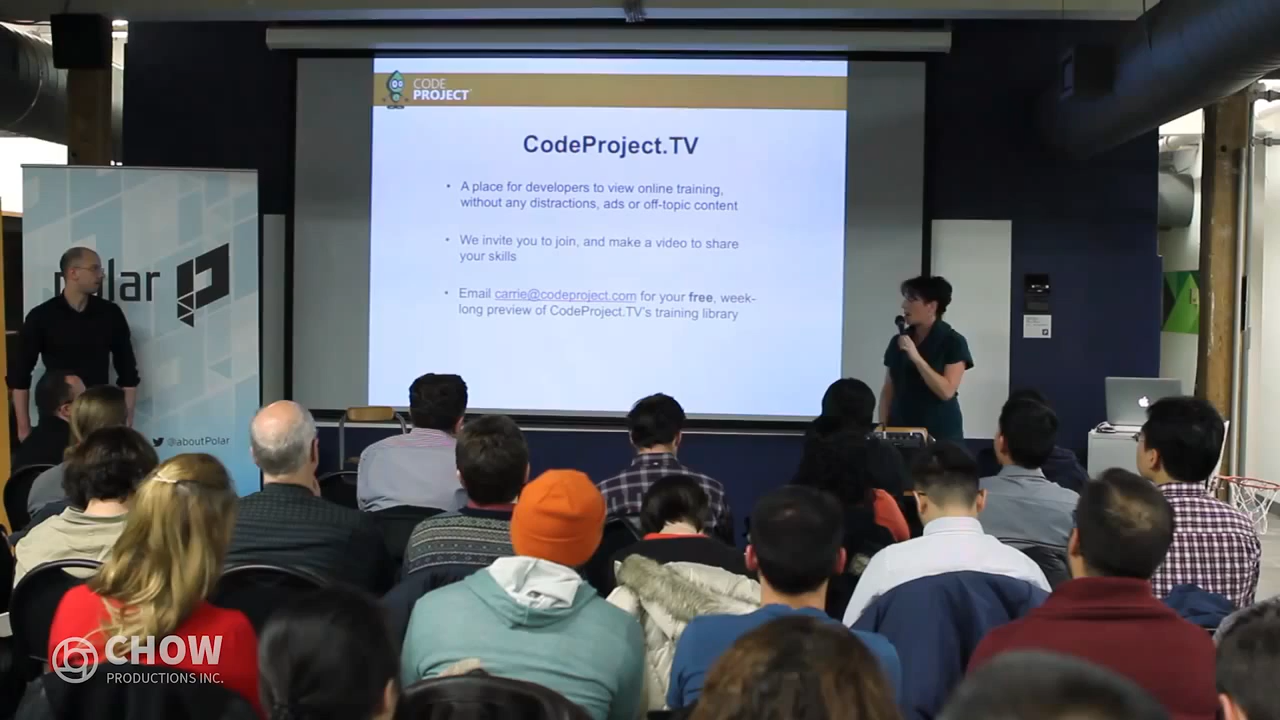 CODE
PROJECT
CodeProject.TV
• A place for developers to view online training,
without any distractions, ads or off-topic content
• We invite you to join, and make a video to share
your skills
• Email carrie@codeproject.com for your free, week-
long preview of CodeProject.TV's training library
@aboutPolar
CHOW
PRODUCTIONS INC.